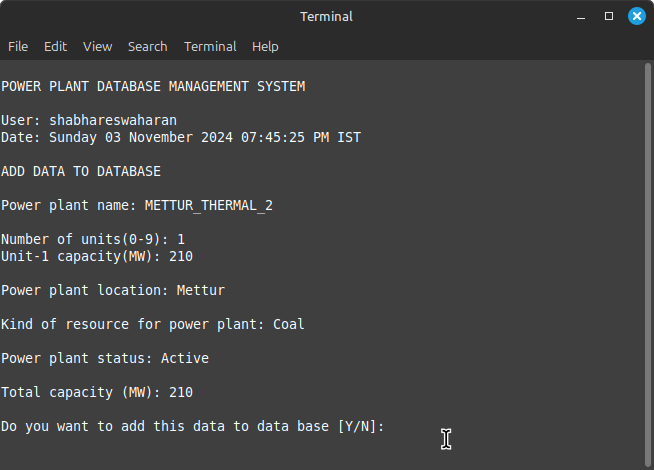 Terminal
File Edit View Search Terminal Help
POWER PLANT DATABASE MANAGEMENT SYSTEM
User: shabhareswaharan
Date: Sunday 03 November 2024 07:45:25 PM IST
ADD DATA TO DATABASE
Power plant name: METTUR_THERMAL_2
Number of units(0-9): 1
Unit-1 capacity(MW): 210
Power plant location: Mettur
Kind of resource for power plant: Coal
Power plant status: Active
Total capacity (MW): 210
Do you want to add this data to data base [Y/N]: